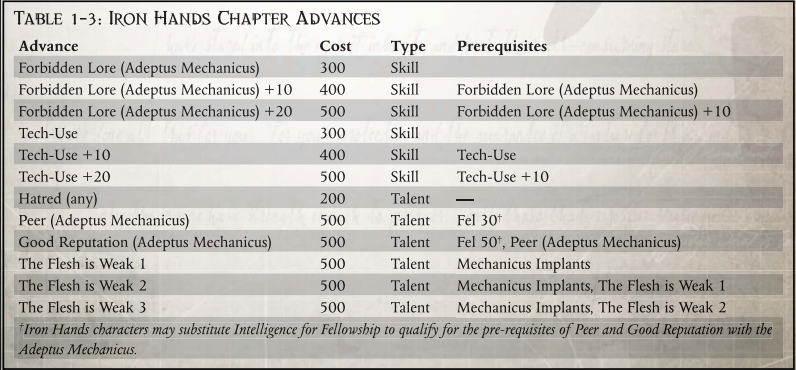 TABLE 1-3: IRON HANDS CHAPTER ADVANCES
Advance Cost Type Prerequisites
Forbidden Lore (Adeptus Mechanicus) 300 Skill
Forbidden Lore (Adeptus Mechanicus) +10 400 Skill Forbidden Lore (Adeptus Mechanicus)
Forbidden Lore (Adeptus Mechanicus) +20 500 Skill Forbidden Lore (Adeptus Mechanicus) +10
Tech-Use 300 Skill
Tech-Use +10 400 Skill Tech-Use
Tech-Use +20 500 Skill Tech-Use +10
Hatred (any) 200 Talent —
Peer (Adeptus Mechanicus) 500 Talent Fel 30†
Good Reputation (Adeptus Mechanicus) 500 Talent Fel 50†, Peer (Adeptus Mechanicus)
The Flesh is Weak 1 500 Talent Mechanicus Implants
The Flesh is Weak 2 500 Talent Mechanicus Implants, The Flesh is Weak 1
The Flesh is Weak 3 500 Talent Mechanicus Implants, The Flesh is Weak 2
†Iron Hands characters may substitute Intelligence for Fellowship to qualify for the pre-requisites of Peer and Good Reputation with the
Adeptus Mechanicus.